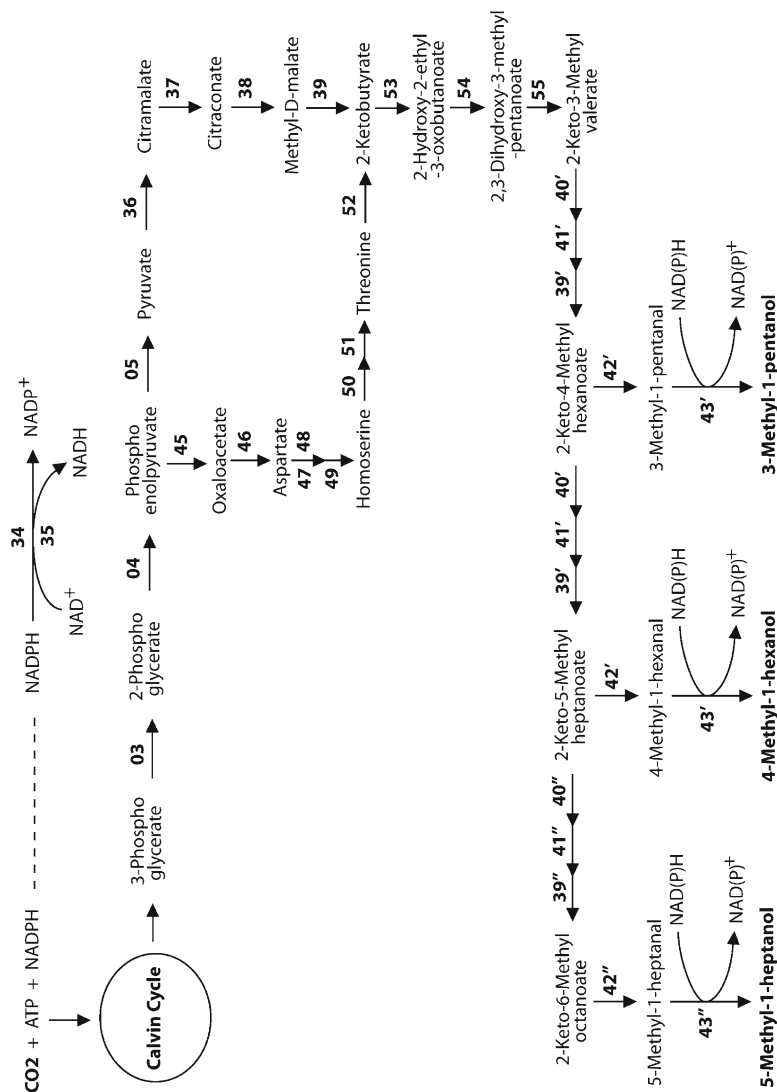 CO2 + ATP + NADPH
NADPH
34
NADP+
35
NAD+
NADH
Calvin Cycle
3-Phospho
glycerate
03
2-Phospho
glycerate
04
Phospho
enolpyruvate
05
Pyruvate
36
Citramalate
37
Citraconate
38
Methyl-D-malate
39
2-Ketobutyrate
45
Oxaloacetate
46
Aspartate
47 48
49
Homoserine
50 51
Threonine
52
53
2-Hydroxy-2-ethyl
-3-oxobutanoate
54
2,3-Dihydroxy-3-methyl
-pentanoate
55
2-Keto-3-Methyl
valerate
40′
41′
39′
2-Keto-4-Methyl
hexanoate
42′
3-Methyl-1-pentanal
NAD(P)H
43′
NAD(P)+
3-Methyl-1-pentanol
40′
41′
39′
2-Keto-5-Methyl
heptanoate
42′
4-Methyl-1-hexanal
NAD(P)H
43′
NAD(P)+
4-Methyl-1-hexanol
40″
41″
39″
2-Keto-6-Methyl
octanoate
42″
5-Methyl-1-heptanal
NAD(P)H
43″
NAD(P)+
5-Methyl-1-heptanol